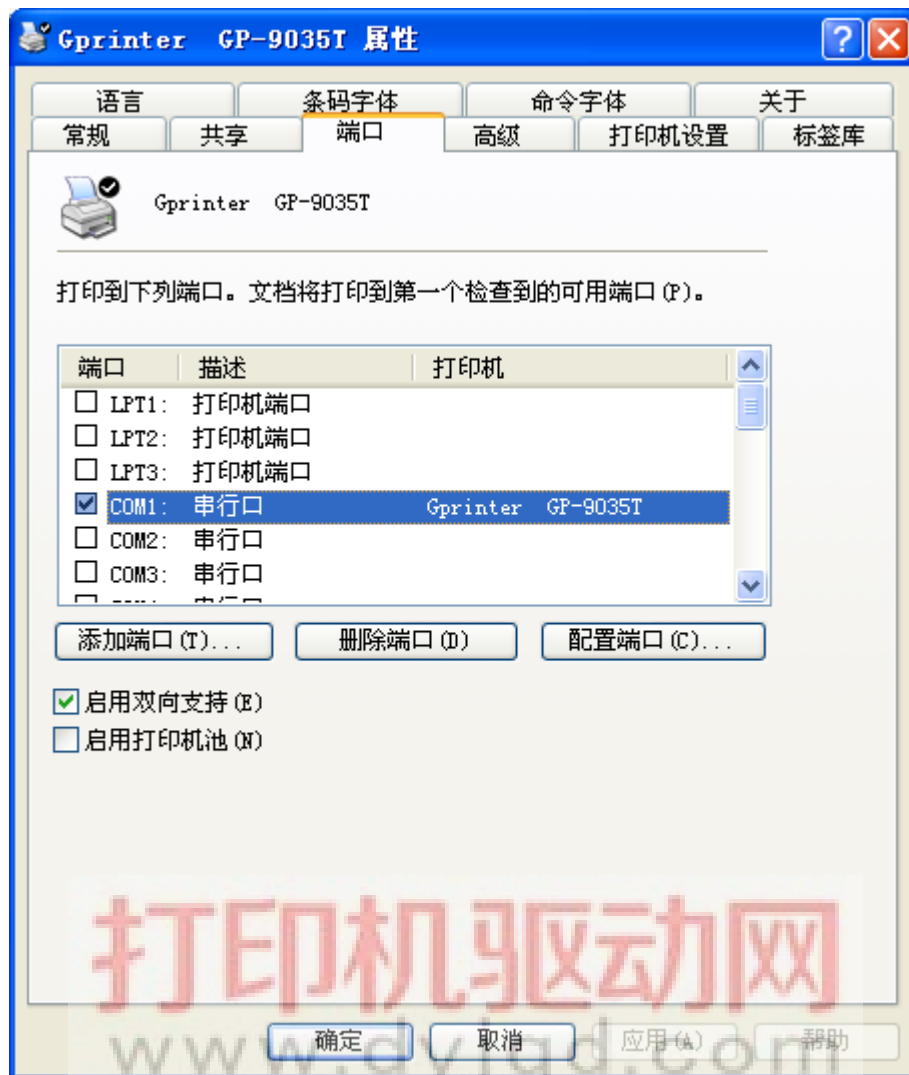 Gprinter GP-9035T 属性
语言 条码字体 命令字体 关于
常规 共享 端口 高级 打印机设置 标签库
Gprinter GP-9035T
打印到下列端口。文档将打印到第一个检查到的可用端口(P)。
端口 描述 打印机
LPT1: 打印机端口
LPT2: 打印机端口
LPT3: 打印机端口
COM1: 串行口 Gprinter GP-9035T
COM2: 串行口
COM3: 串行口
添加端口(T)... 删除端口(D) 配置端口(C)...
启用双向支持(E)
启用打印机池(N)
打印机驱动网
确定 取消 应用(A) 帮助